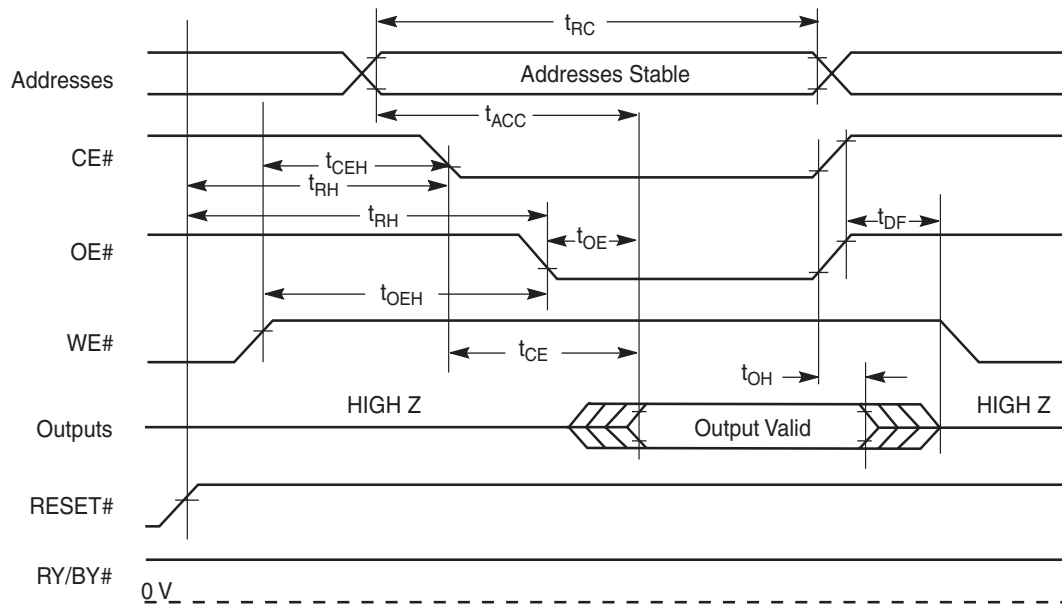 tRC
Addresses
Addresses Stable
tACC
CE#
tCEH
tRH
tRH
tDF
OE#
tOE
tOEH
WE#
tCE
tOH
HIGH Z
HIGH Z
Outputs
Output Valid
RESET#
RY/BY#
0 V